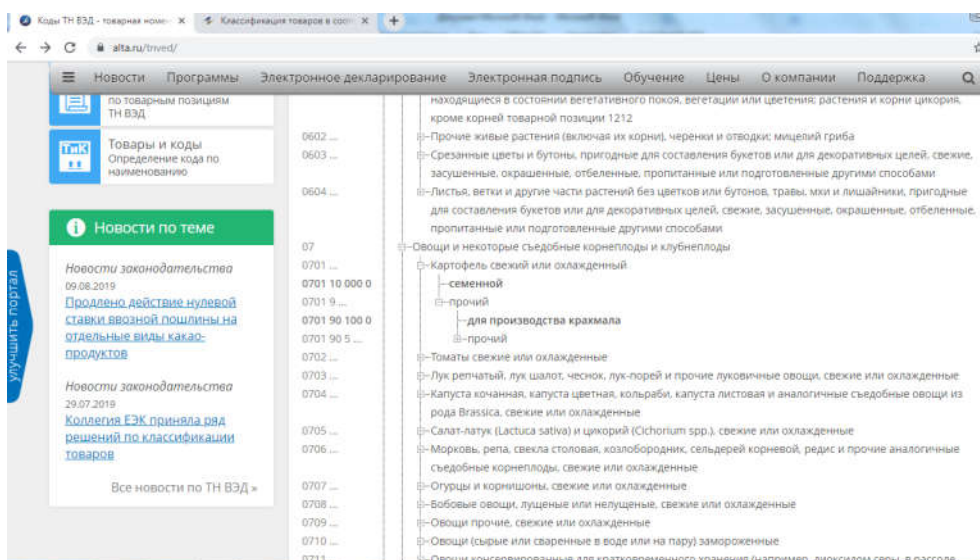 Коды ТН ВЭД - товарная номен
Классификация товаров в соотв
alta.ru/tnved/
Новости Программы Электронное декларирование Электронная подпись Обучение Цены О компании Поддержка
по товарным позициям
ТН ВЭД
Товары и коды
Определение кода по
наименованию
Новости по теме
Новости законодательства
09.08.2019
Продлено действие нулевой
ставки ввозной пошлины на
отдельные виды какао-
продуктов
Новости законодательства
29.07.2019
Коллегия ЕЭК приняла ряд
решений по классификации
товаров
Все новости по ТН ВЭД »
улучшить портал
находящиеся в состоянии вегетативного покоя, вегетации или цветения; растения и корни цикория,
кроме корней товарной позиции 1212
0602 ... Прочие живые растения (включая их корни), черенки и отводки; мицелий гриба
0603 ... Срезанные цветы и бутоны, пригодные для составления букетов или для декоративных целей, свежие,
засушенные, окрашенные, отбеленные, пропитанные или подготовленные другими способами
0604 ... Листья, ветки и другие части растений без цветков или бутонов, травы, мхи и лишайники, пригодные
для составления букетов или для декоративных целей, свежие, засушенные, окрашенные, отбеленные,
пропитанные или подготовленные другими способами
07 Овощи и некоторые съедобные корнеплоды и клубнеплоды
0701 ... Картофель свежий или охлажденный
0701 10 000 0 семенной
0701 9 ... прочий
0701 90 100 0 для производства крахмала
0701 90 5 ... прочий
0702 ... Томаты свежие или охлажденные
0703 ... Лук репчатый, лук шалот, чеснок, лук-порей и прочие луковичные овощи, свежие или охлажденные
0704 ... Капуста кочанная, капуста цветная, кольраби, капуста листовая и аналогичные съедобные овощи из
рода Brassica, свежие или охлажденные
0705 ... Салат-латук (Lactuca sativa) и цикорий (Cichorium spp.), свежие или охлажденные
0706 ... Морковь, репа, свекла столовая, козлобородник, сельдерей корневой, редис и прочие аналогичные
съедобные корнеплоды, свежие или охлажденные
0707 ... Огурцы и корнишоны, свежие или охлажденные
0708 ... Бобовые овощи, лущеные или нелущеные, свежие или охлажденные
0709 ... Овощи прочие, свежие или охлажденные
0710 ... Овощи (сырые или сваренные в воде или на пару) замороженные
0711 ... Овощи консервированные для кратковременного хранения (например, диоксидом серы, в рассоле,